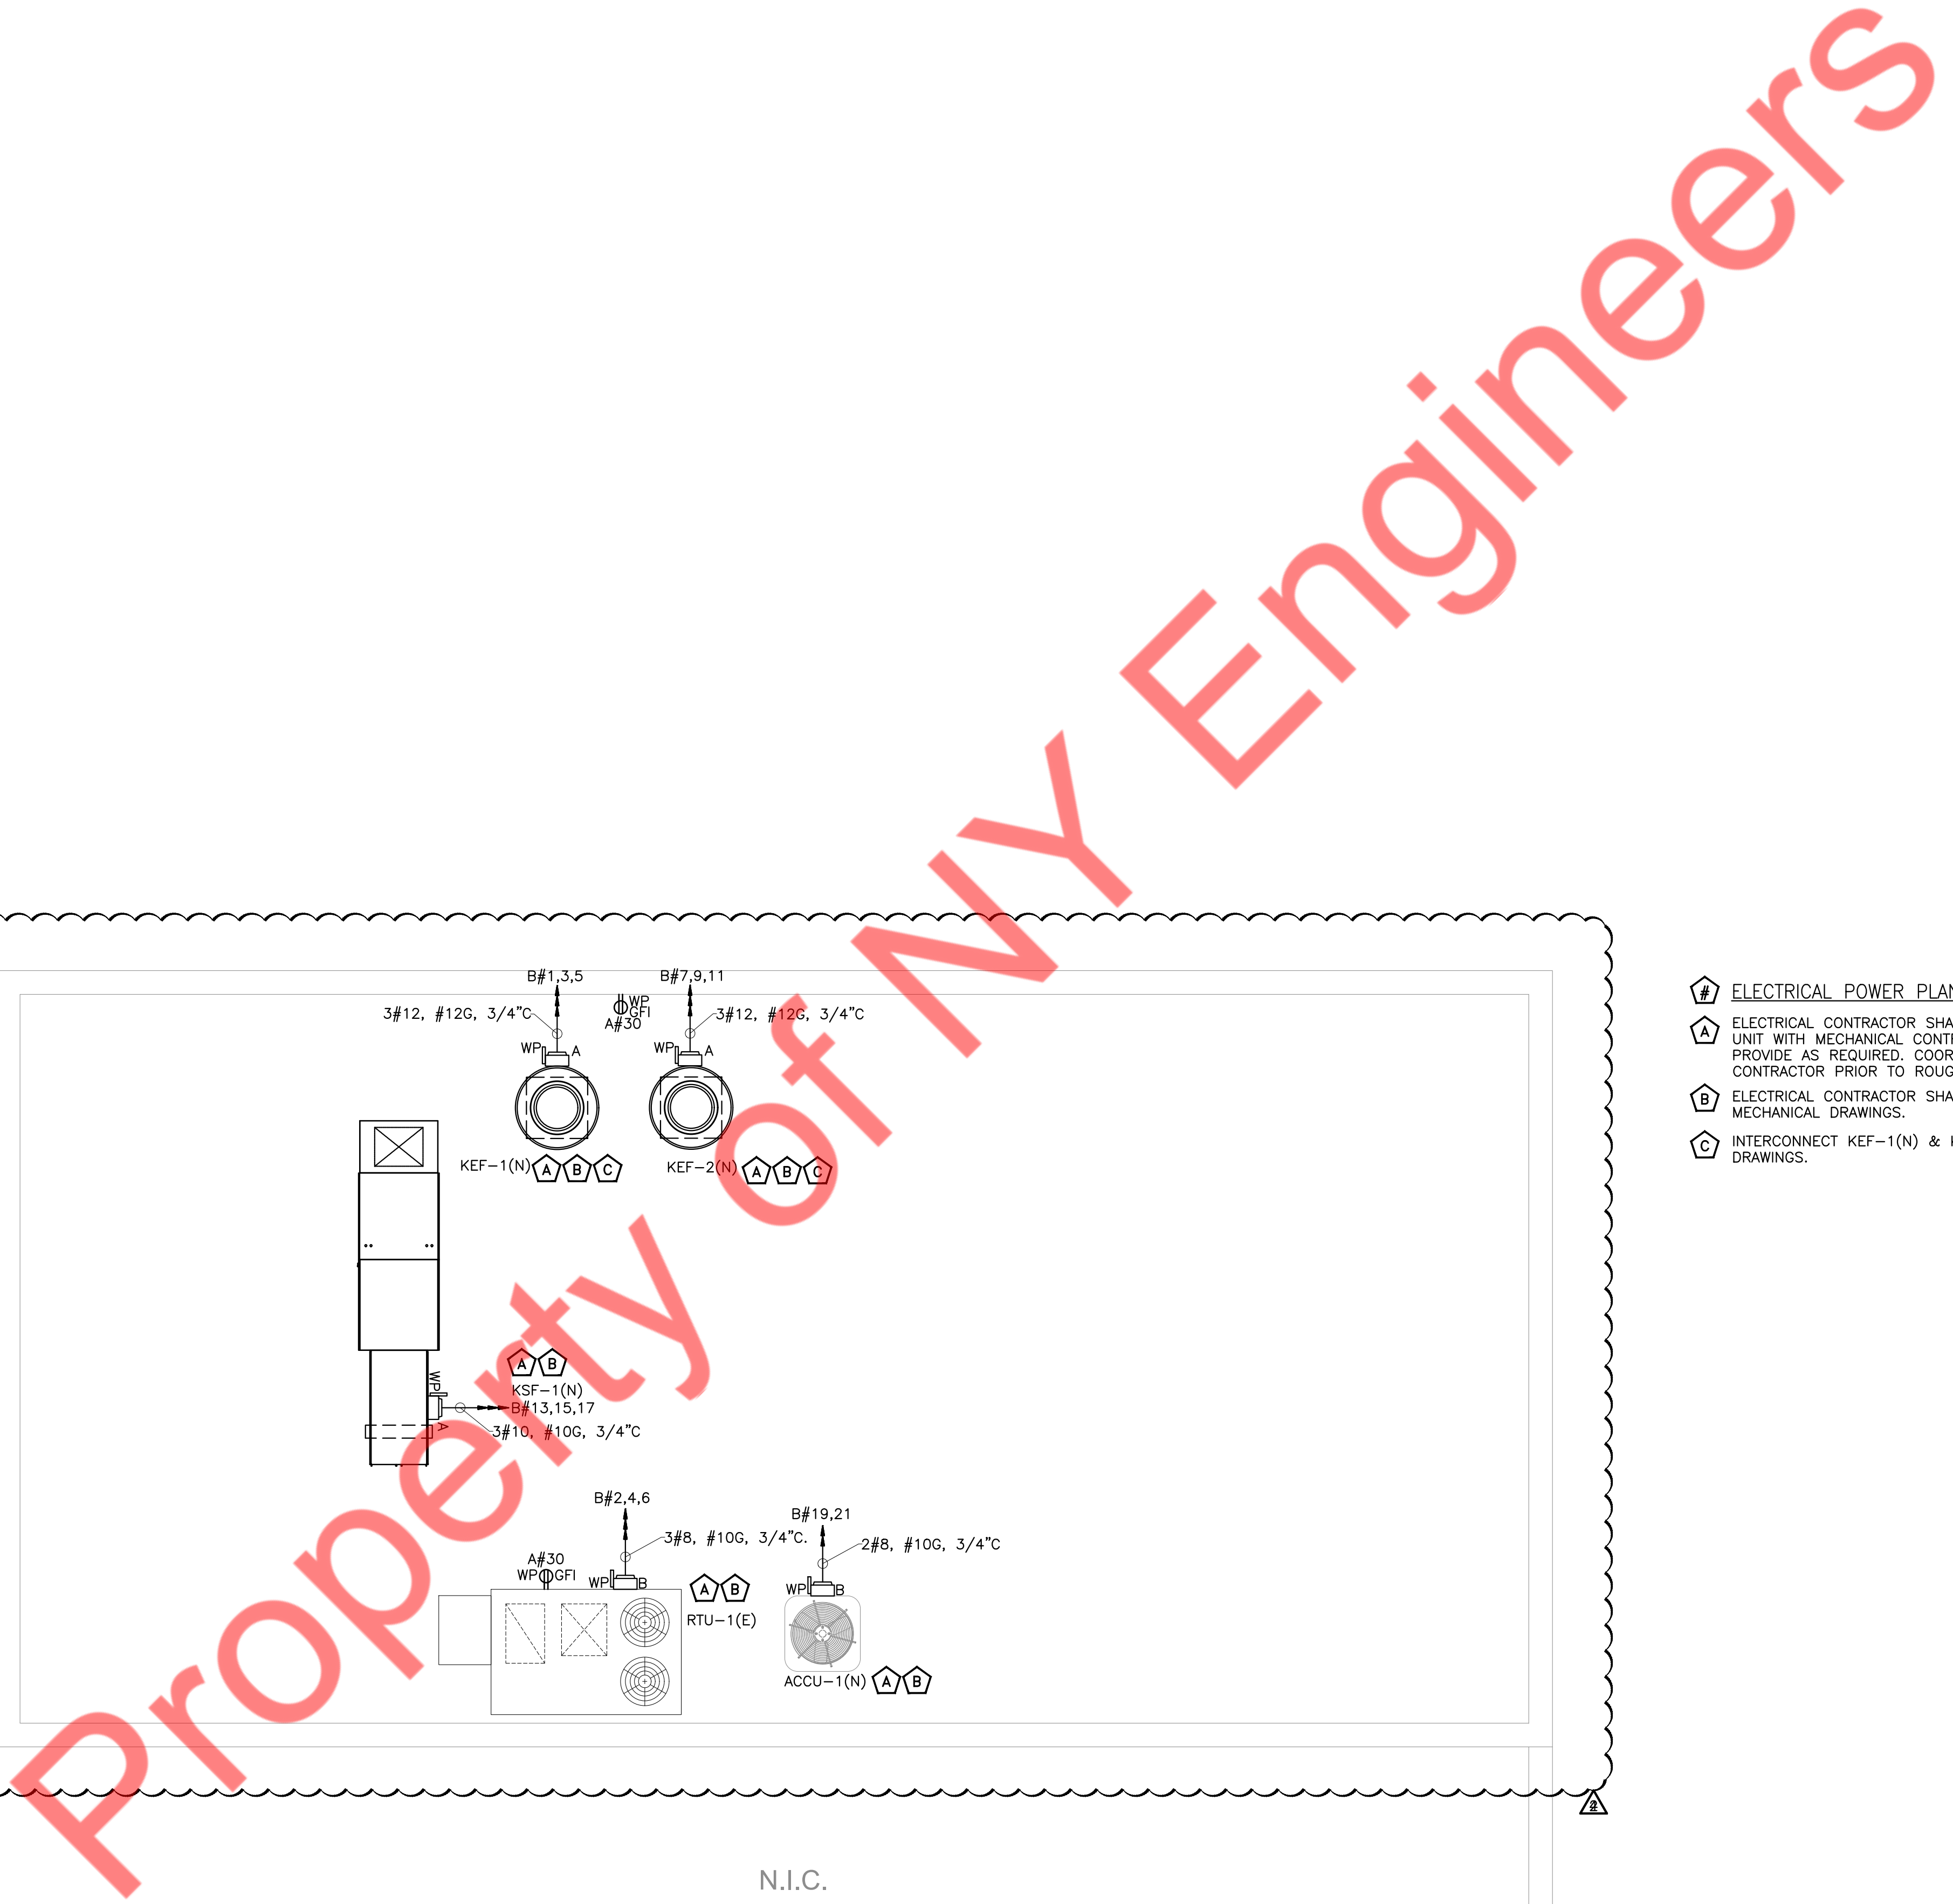 Property of NY Engineers
B#1,3,5
B#7,9,11
3#12, #12G, 3/4"C
WP
GFI
A#30
3#12, #12G, 3/4"C
WP
A
WP
A
KEF-1(N)
A
B
C
KEF-2(N)
A
B
C
# ELECTRICAL POWER PLAN
A ELECTRICAL CONTRACTOR SHA
UNIT WITH MECHANICAL CONTR
PROVIDE AS REQUIRED. COOR
CONTRACTOR PRIOR TO ROUG
B ELECTRICAL CONTRACTOR SHA
MECHANICAL DRAWINGS.
C INTERCONNECT KEF-1(N) & K
DRAWINGS.
A
B
WP
KSF-1(N)
B#13,15,17
A
3#10, #10G, 3/4"C
B#2,4,6
B#19,21
3#8, #10G, 3/4"C.
2#8, #10G, 3/4"C
A#30
WP
GFI
WP
B
A
B
WP
B
RTU-1(E)
ACCU-1(N)
A
B
N.I.C.